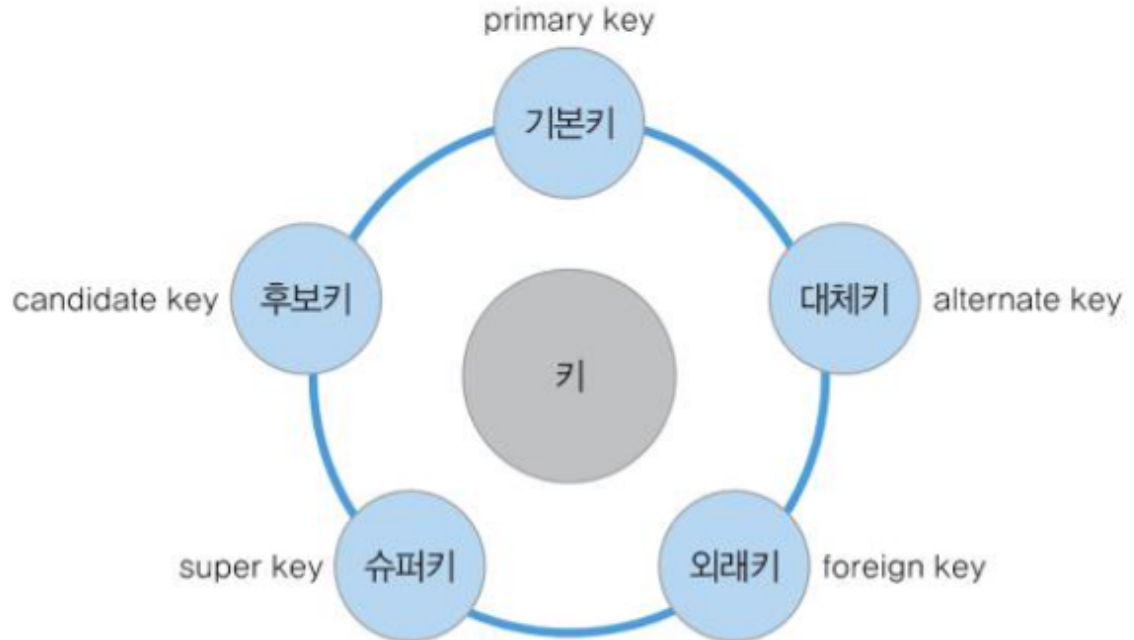 primary key
기본키
candidate key
후보키
대체키
alternate key
키
super key
슈퍼키
외래키
foreign key